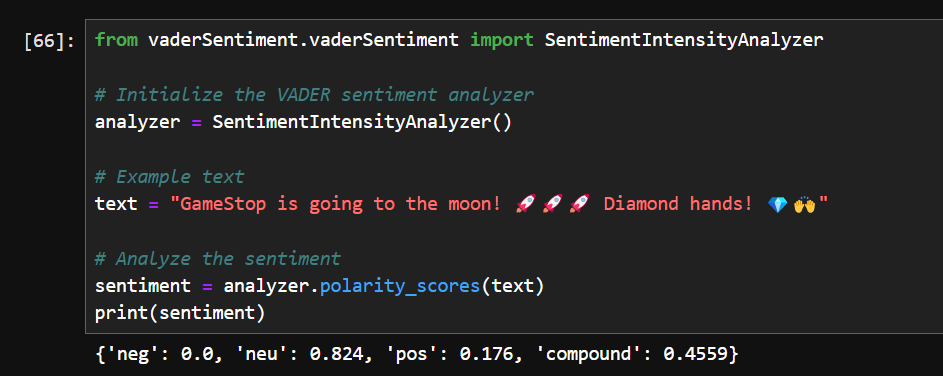 [66]: from vaderSentiment.vaderSentiment import SentimentIntensityAnalyzer
# Initialize the VADER sentiment analyzer
analyzer = SentimentIntensityAnalyzer()
# Example text
text = "GameStop is going to the moon! 🚀🚀🚀 Diamond hands! 💎🙌"
# Analyze the sentiment
sentiment = analyzer.polarity_scores(text)
print(sentiment)
{'neg': 0.0, 'neu': 0.824, 'pos': 0.176, 'compound': 0.4559}